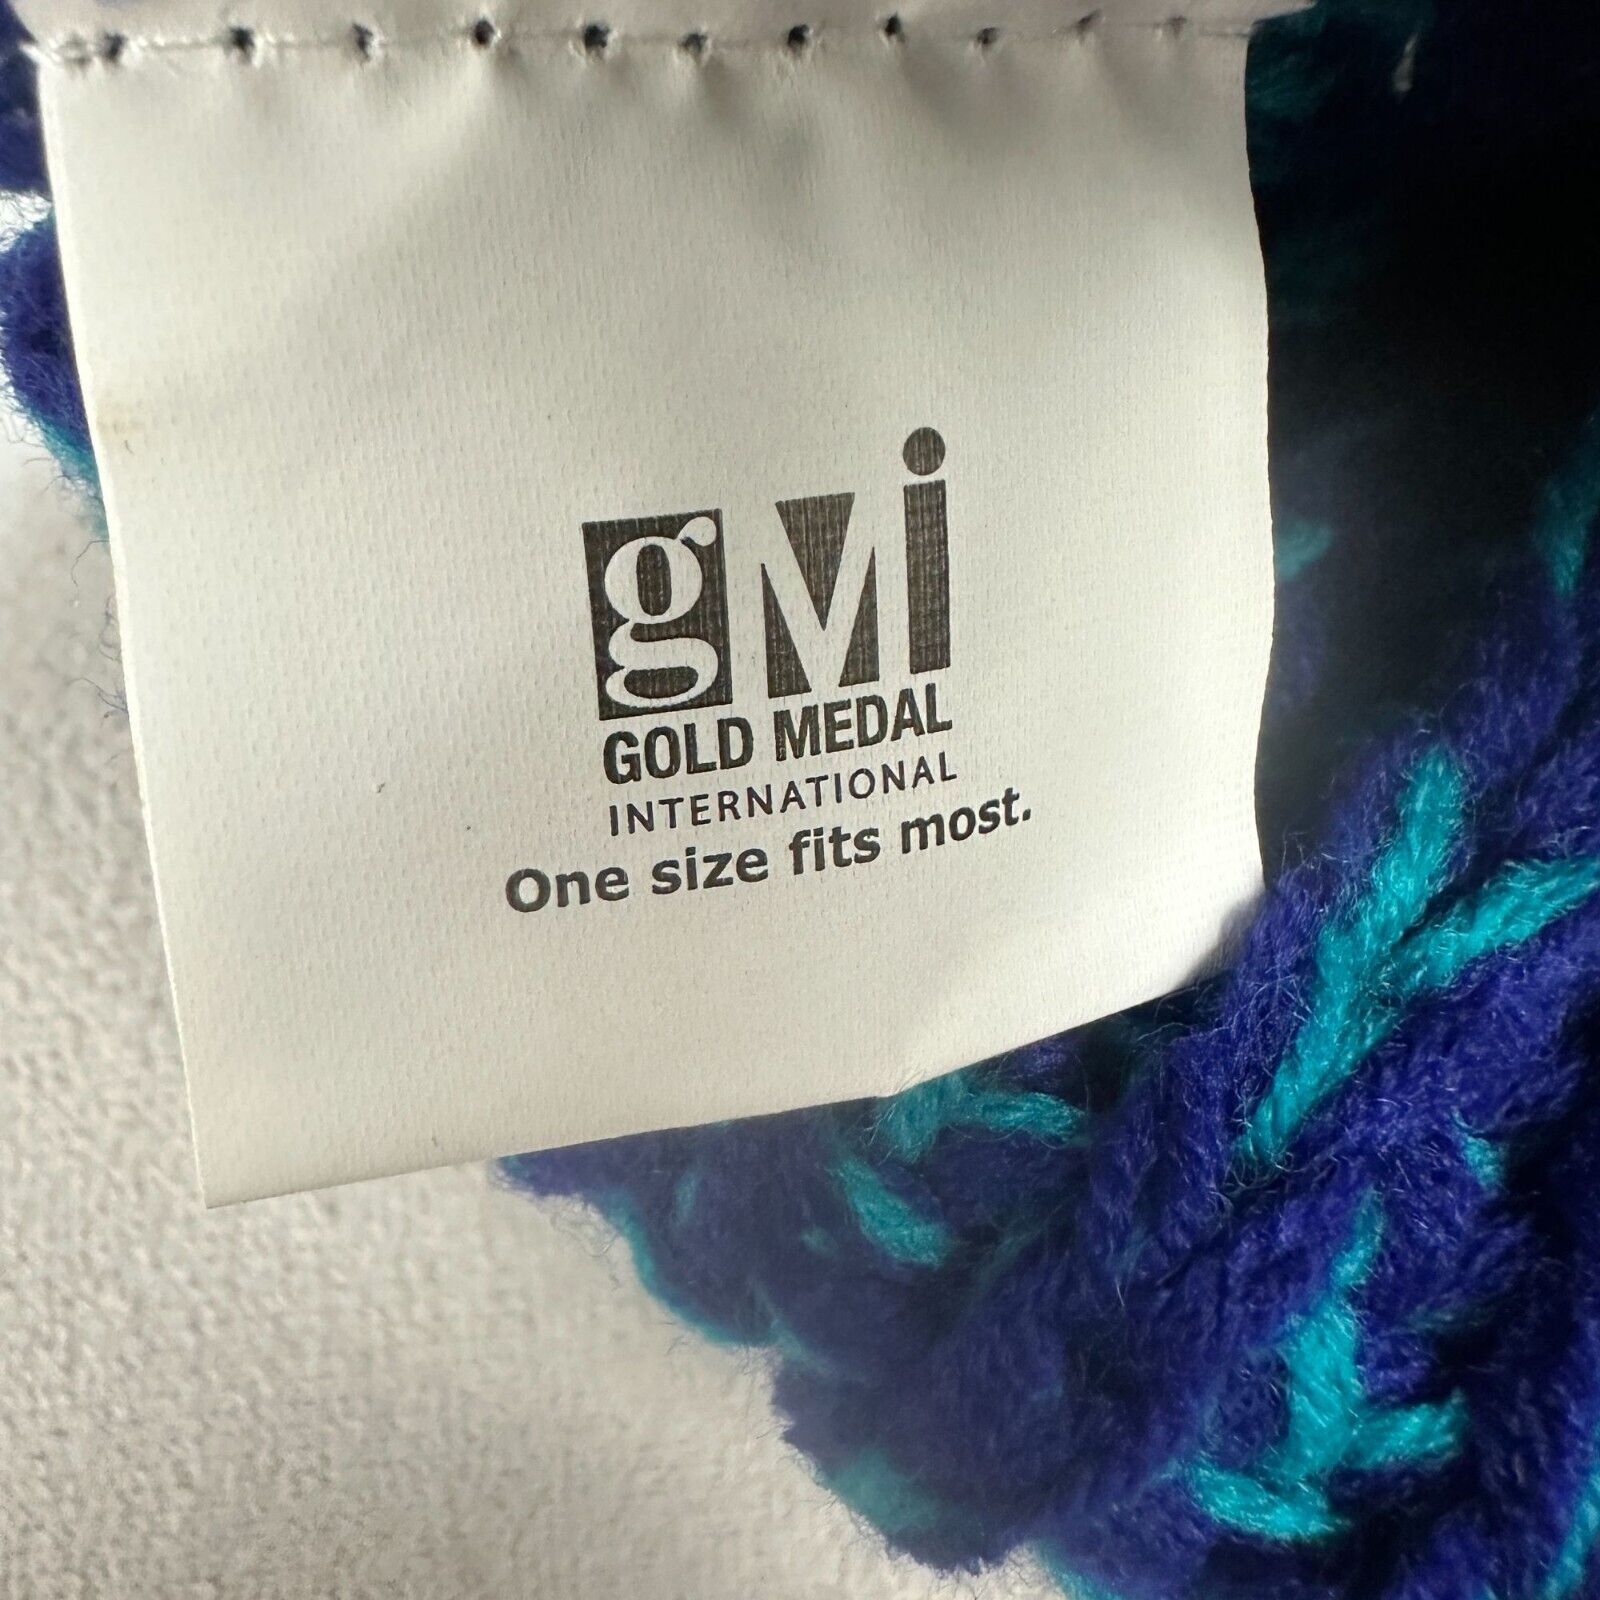 gMi
GOLD MEDAL
INTERNATIONAL
One size fits most.